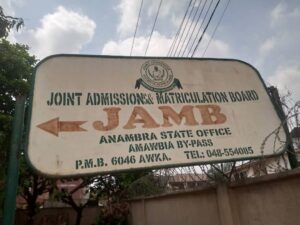 JOINT ADMISSIONS & MATRICULATION BOARD
JAMB
ANAMBRA STATE OFFICE
AMAWBIA BY-PASS
P.M.B. 6046 AWKA. TEL: 048-554085